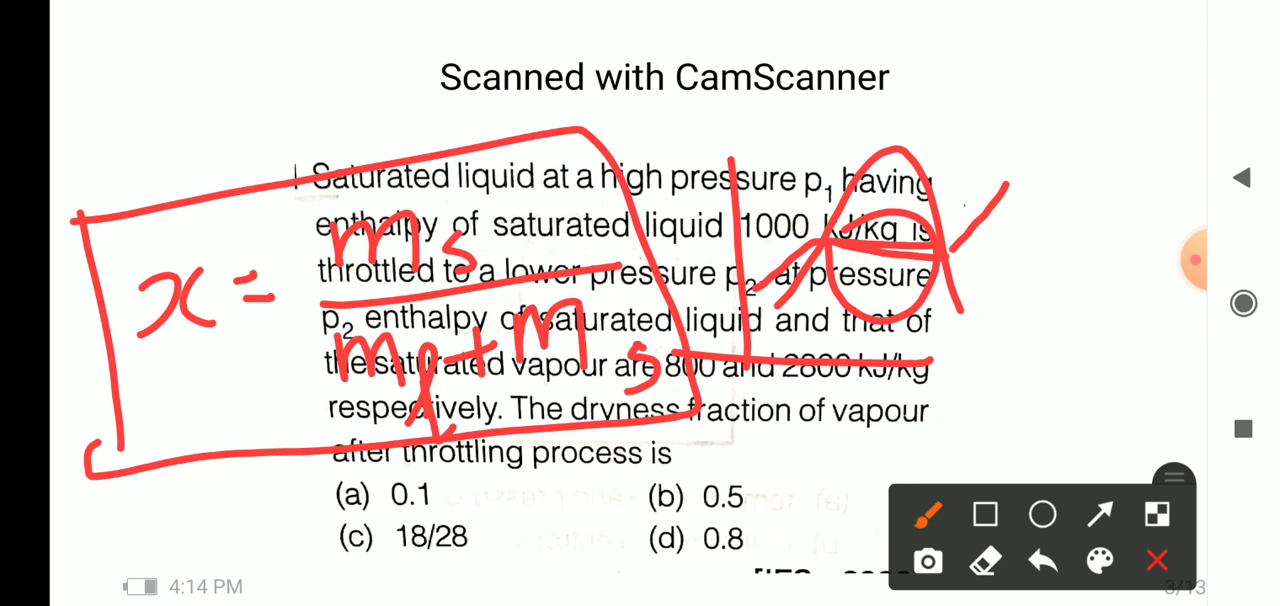 Scanned with CamScanner
Saturated liquid at a high pressure p₁ having
enthalpy of saturated liquid 1000 kJ/kg is
throttled to a lower pressure p₂, at pressure
p₂ enthalpy of saturated liquid and that of
the saturated vapour are 800 and 2800 kJ/kg
respectively. The dryness fraction of vapour
after throttling process is
x = ms / ml + ms
(a) 0.1 (b) 0.5
(c) 18/28 (d) 0.8
4:14 PM
3/13